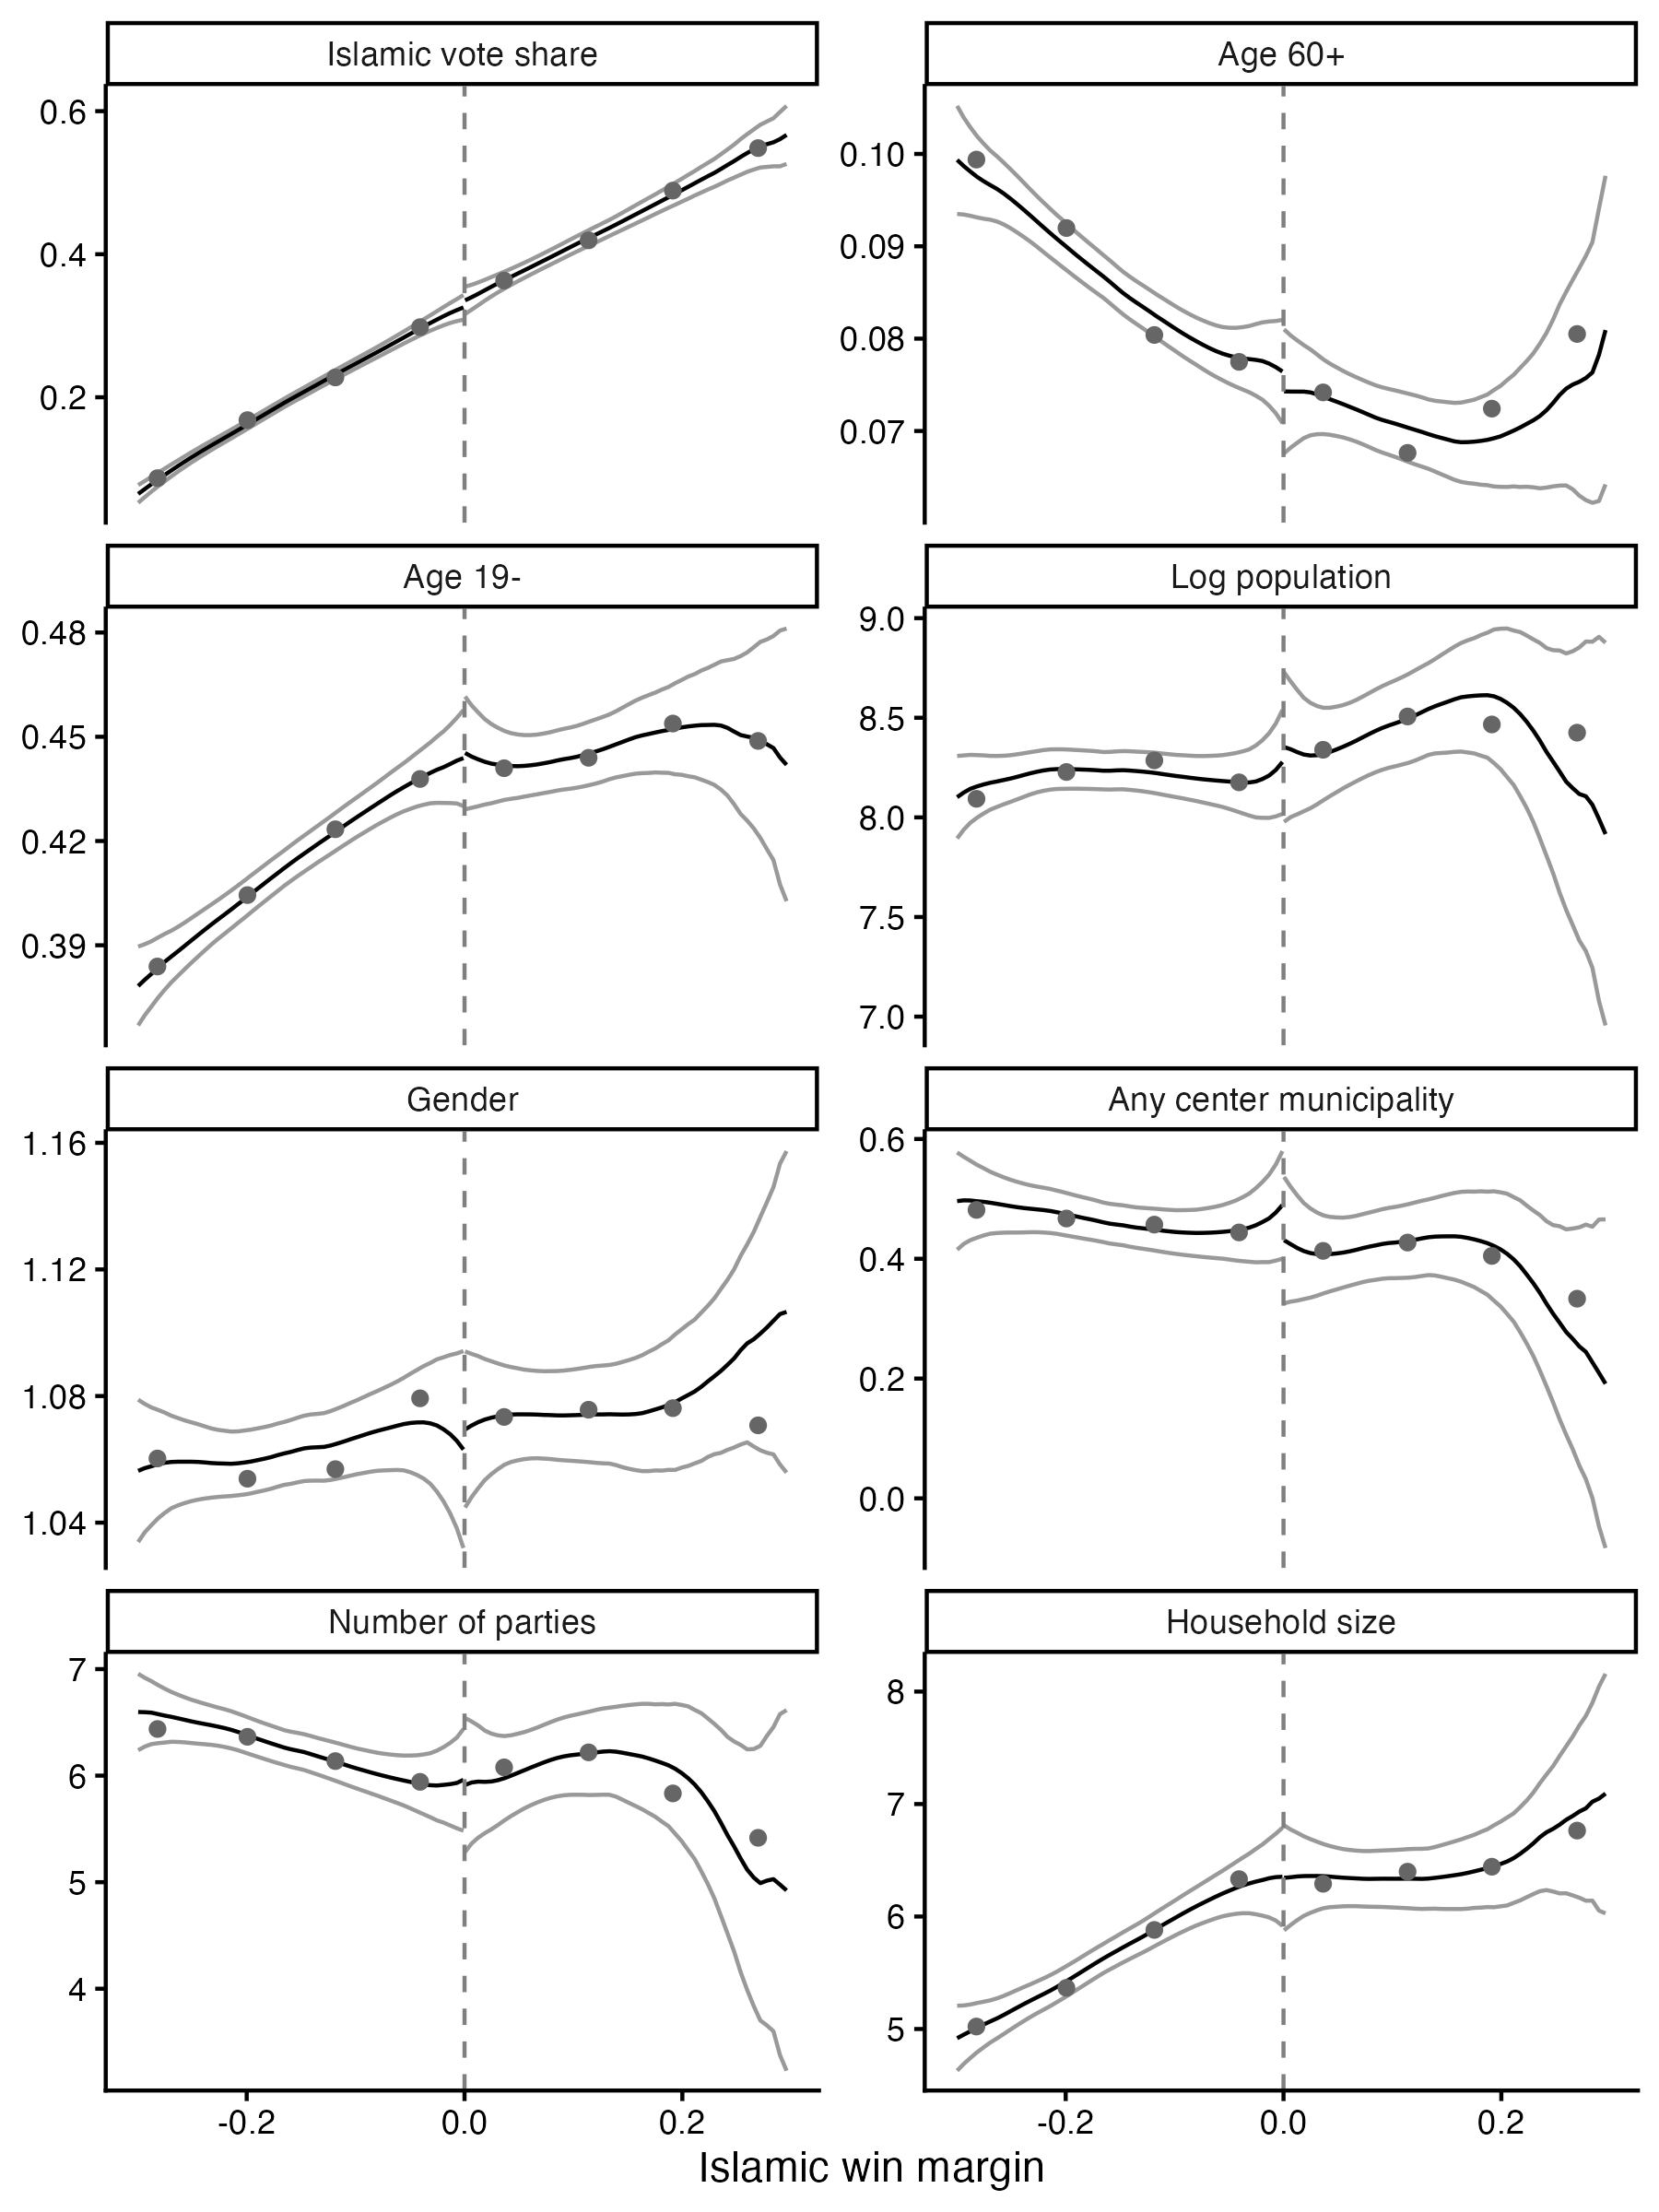 Islamic vote share
0.6
0.4
0.2
Age 60+
0.10
0.09
0.08
0.07
Age 19-
0.48
0.45
0.42
0.39
Log population
9.0
8.5
8.0
7.5
7.0
Gender
1.16
1.12
1.08
1.04
Any center municipality
0.6
0.4
0.2
0.0
Number of parties
7
6
5
4
Household size
8
7
6
5
-0.2 0.0 0.2
-0.2 0.0 0.2
Islamic win margin